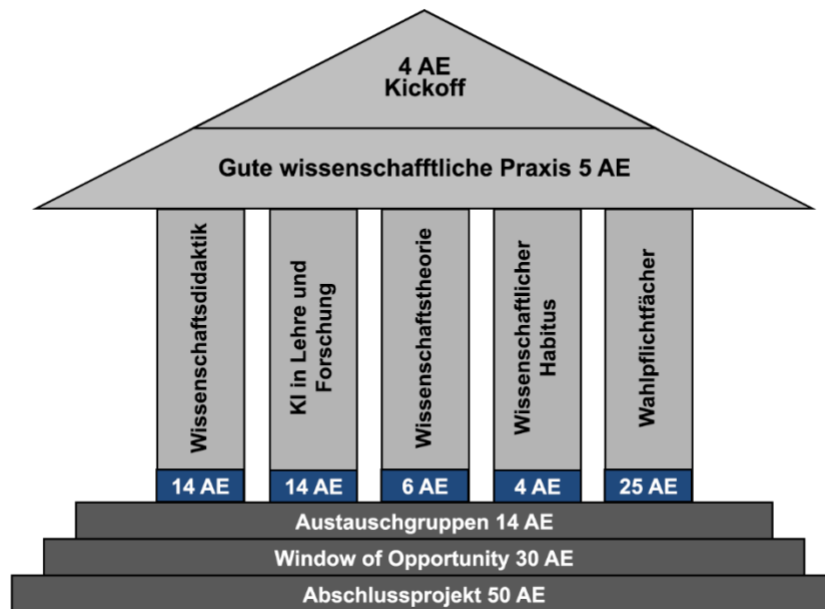 4 AE
Kickoff
Gute wissenschafftliche Praxis 5 AE
Wissenschaftsdidaktik
KI in Lehre und
Forschung
Wissenschaftstheorie
Wissenschaftlicher
Habitus
Wahlpflichtfächer
14 AE
14 AE
6 AE
4 AE
25 AE
Austauschgruppen 14 AE
Window of Opportunity 30 AE
Abschlussprojekt 50 AE